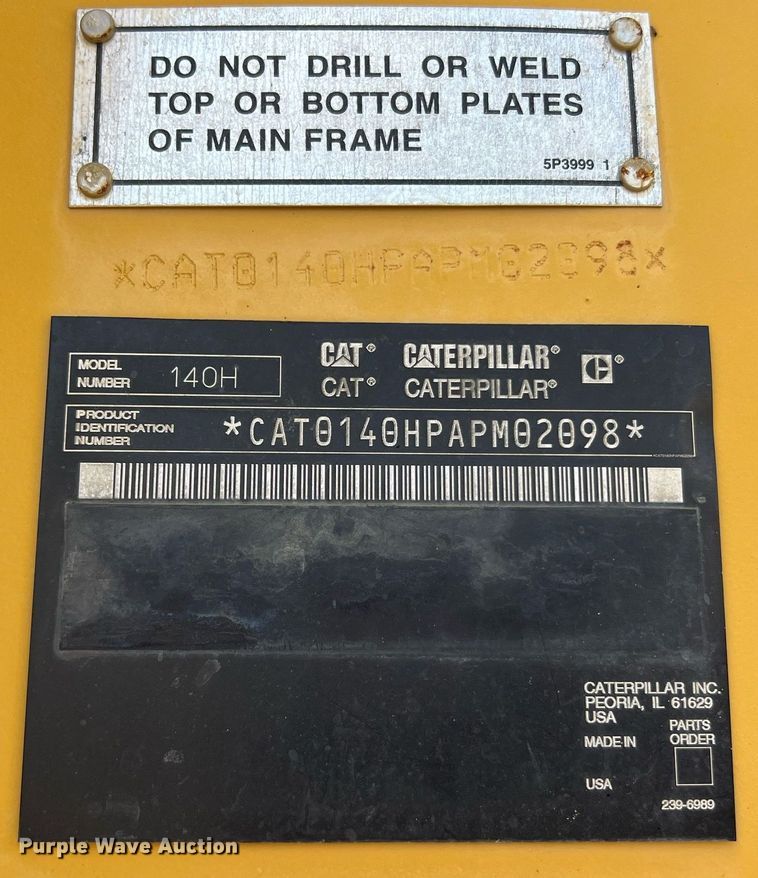 DO NOT DRILL OR WELD
TOP OR BOTTOM PLATES
OF MAIN FRAME
5P3999 1
*CAT0140HPAPM02098*
MODEL NUMBER 140H
CAT® CATERPILLAR® C®
CAT® CATERPILLAR®
PRODUCT
IDENTIFICATION
NUMBER
*CAT0140HPAPM02098*
CATERPILLAR INC.
PEORIA, IL 61629
USA
PARTS
MADE IN ORDER
USA
239-6989
Purple Wave Auction